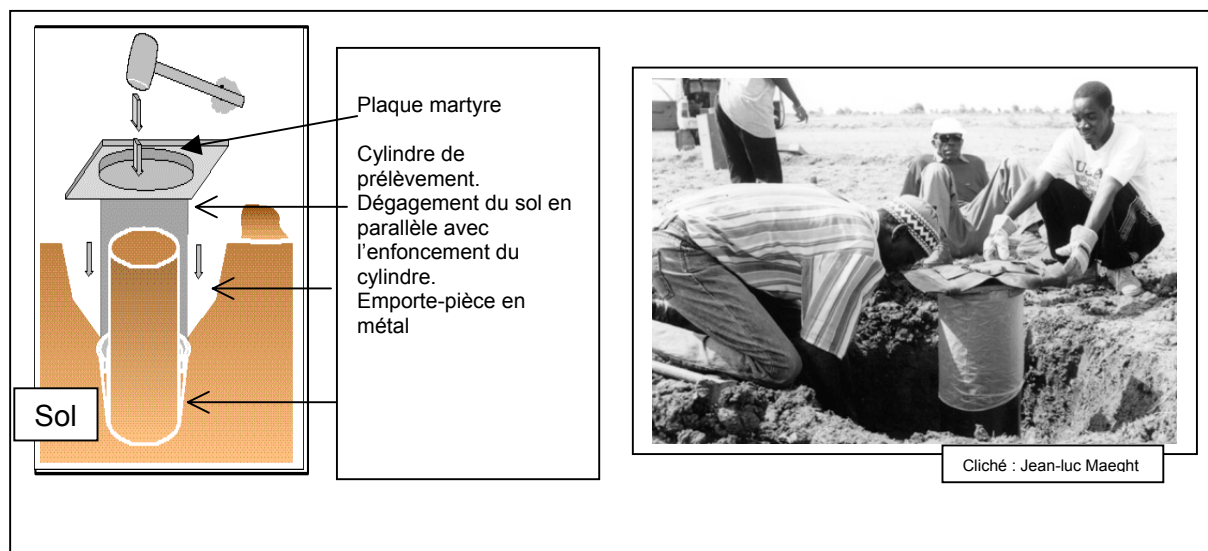 Plaque martyre
Cylindre de
prélèvement.
Dégagement du sol en
parallèle avec
l'enfoncement du
cylindre.
Emporte-pièce en
métal
Sol
Cliché : Jean-luc Maeght